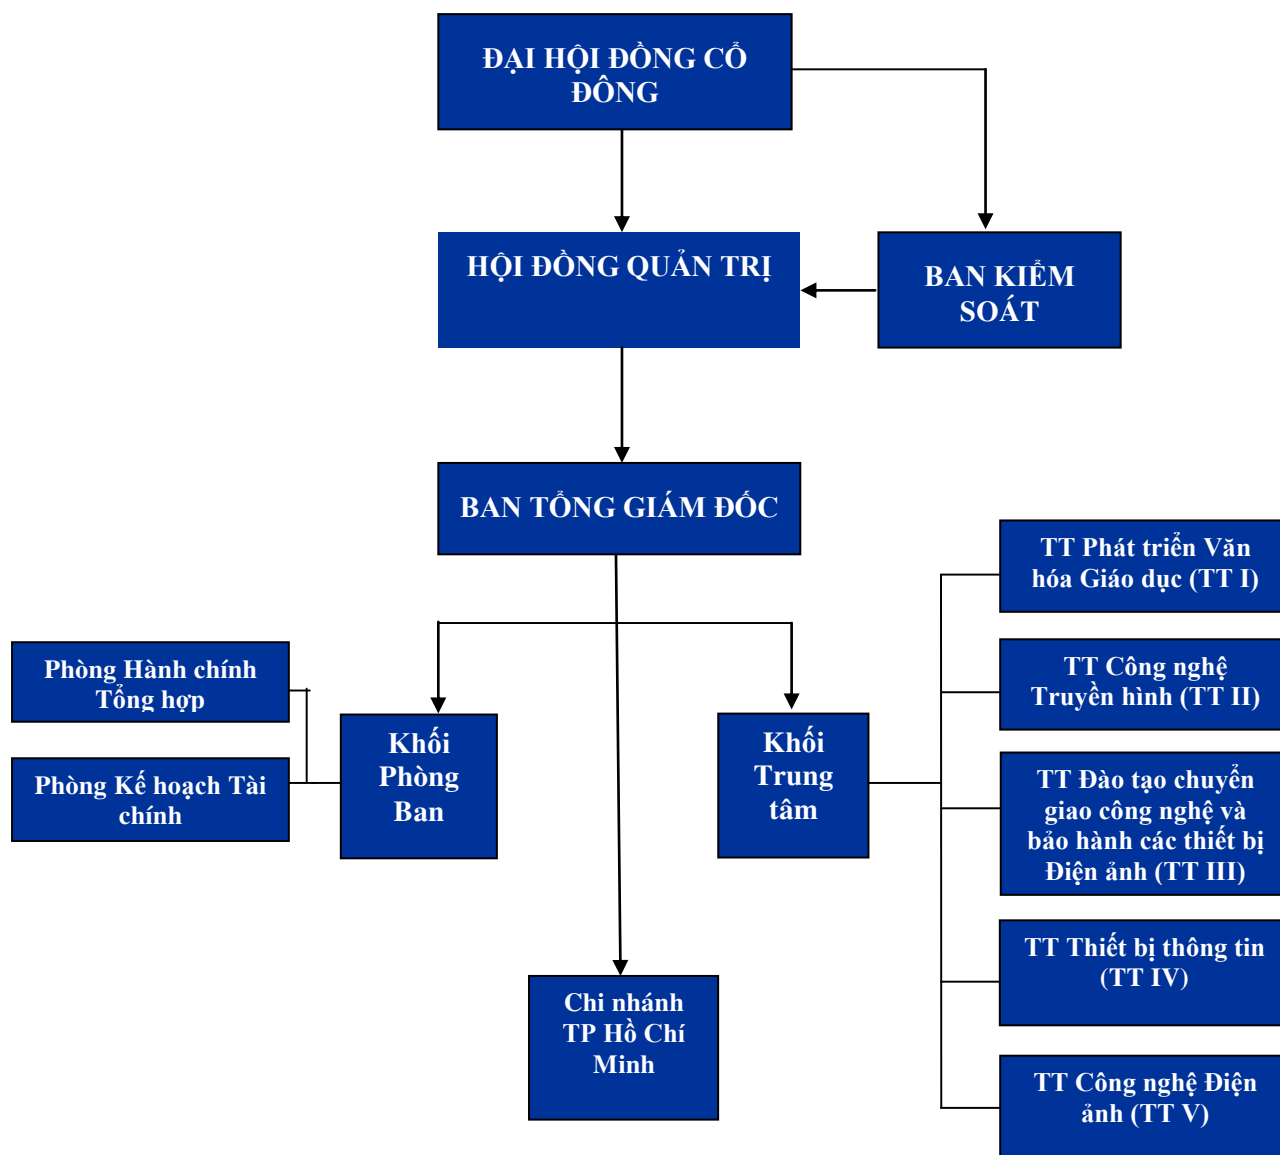 ĐẠI HỘI ĐỒNG CỔ
ĐÔNG
HỘI ĐỒNG QUẢN TRỊ
BAN KIỂM
SOÁT
BAN TỔNG GIÁM ĐỐC
TT Phát triển Văn
hóa Giáo dục (TT I)
Phòng Hành chính
Tổng hợp
TT Công nghệ
Truyền hình (TT II)
Khối
Phòng
Ban
Khối
Trung
tâm
Phòng Kế hoạch Tài
chính
TT Đào tạo chuyển
giao công nghệ và
bảo hành các thiết bị
Điện ảnh (TT III)
TT Thiết bị thông tin
(TT IV)
Chi nhánh
TP Hồ Chí
Minh
TT Công nghệ Điện
ảnh (TT V)